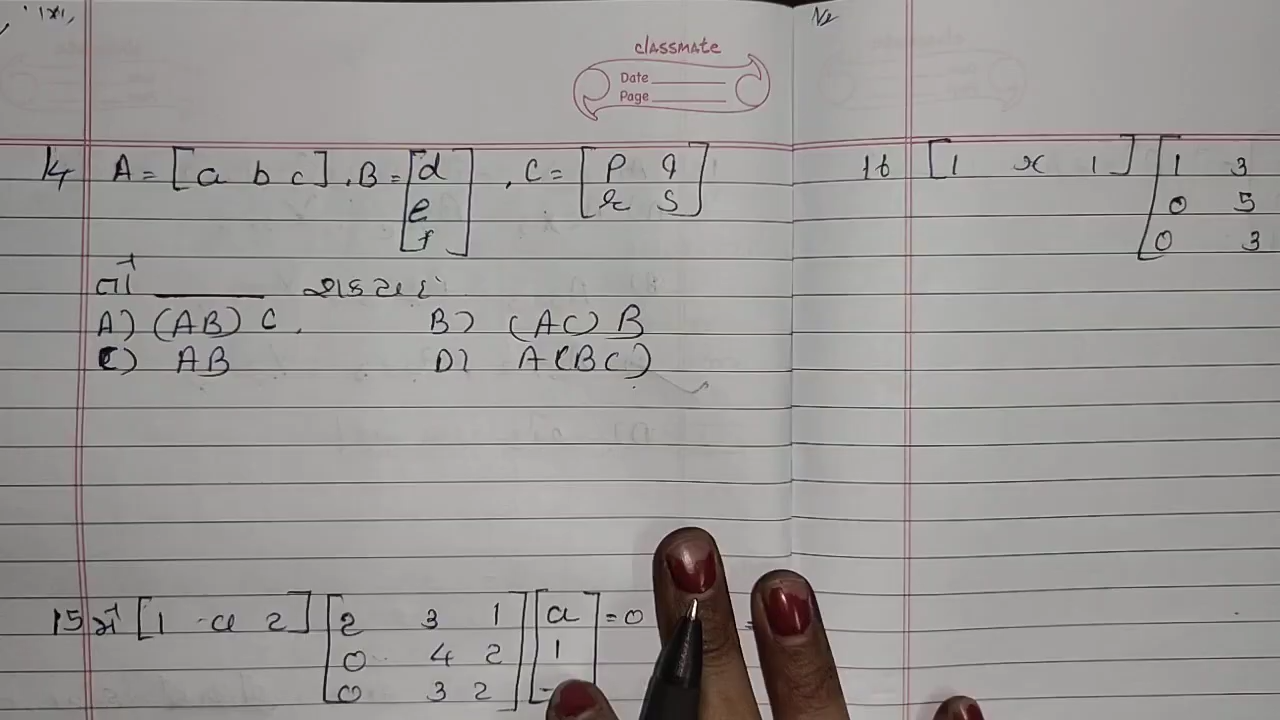 classmate
Date
Page
14 A = [a b c], B = [d
e
f], C = [p q
r s]
તો ______ શક્ય છે.
A) (AB) C. B) (AC) B
C) AB D) A(BC)
15 જો [1 a 2] [2 3 1
0 4 2
0 3 2] [a
1
= 0
16 [1 x 1] [1 3
0 5
0 3